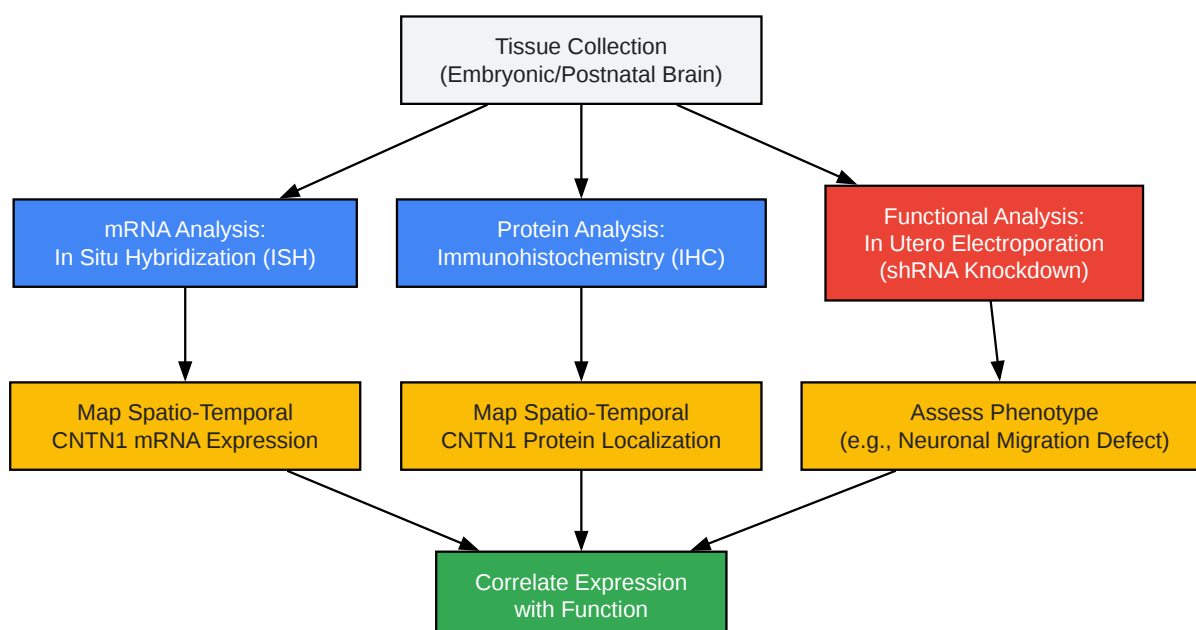 Tissue Collection
(Embryonic/Postnatal Brain)
mRNA Analysis:
In Situ Hybridization (ISH)
Protein Analysis:
Immunohistochemistry (IHC)
Functional Analysis:
In Utero Electroporation
(shRNA Knockdown)
Map Spatio-Temporal
CNTN1 mRNA Expression
Map Spatio-Temporal
CNTN1 Protein Localization
Assess Phenotype
(e.g., Neuronal Migration Defect)
Correlate Expression
with Function